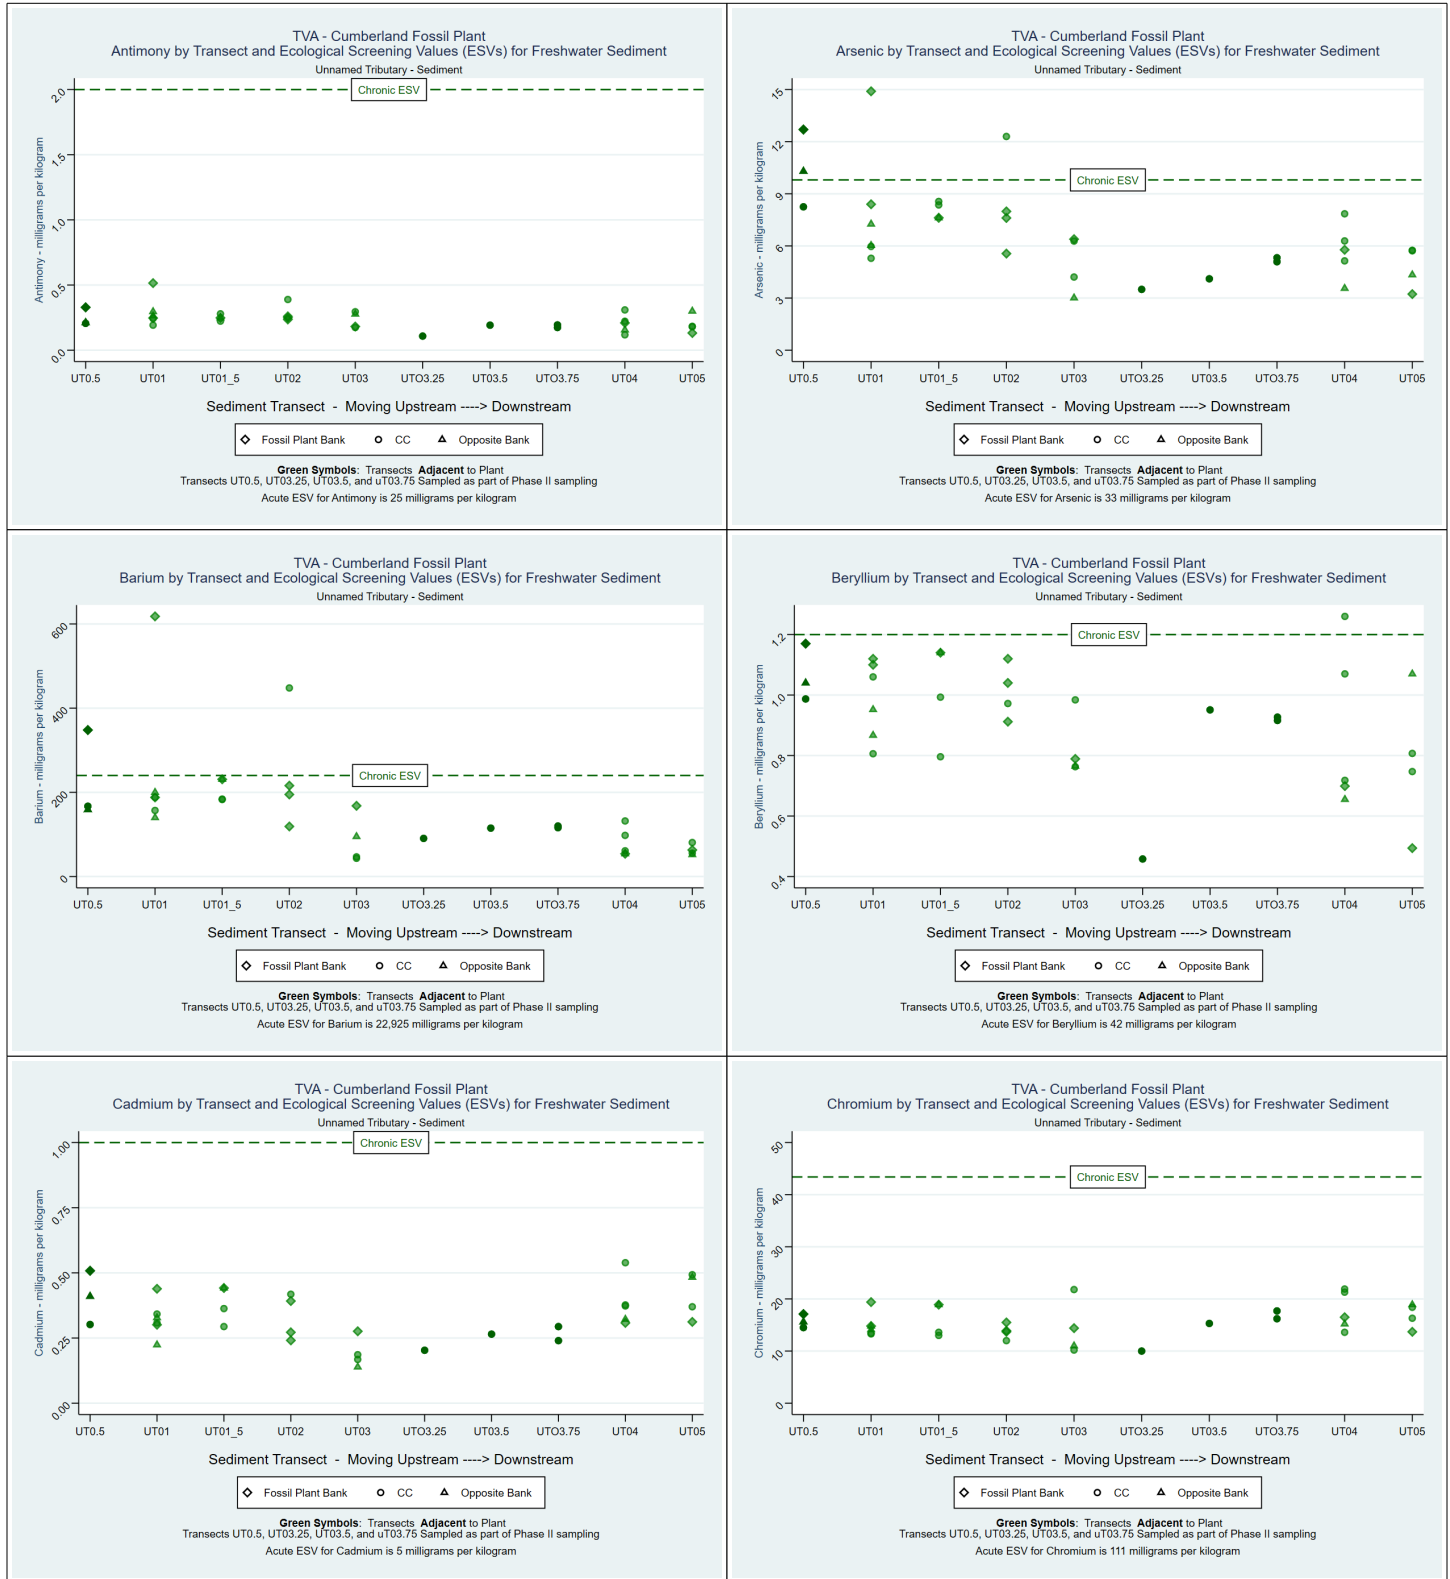 TVA - Cumberland Fossil Plant
Antimony by Transect and Ecological Screening Values (ESVs) for Freshwater Sediment
Unnamed Tributary - Sediment
Antimony - milligrams per kilogram
2.0
1.5
1.0
0.5
0.0
Chronic ESV
UT0.5 UT01 UT01_5 UT02 UT03 UTO3.25 UT03.5 UTO3.75 UT04 UT05
Sediment Transect - Moving Upstream ----> Downstream
Fossil Plant Bank CC Opposite Bank
Green Symbols: Transects Adjacent to Plant
Transects UT0.5, UT03.25, UT03.5, and uT03.75 Sampled as part of Phase II sampling
Acute ESV for Antimony is 25 milligrams per kilogram
TVA - Cumberland Fossil Plant
Arsenic by Transect and Ecological Screening Values (ESVs) for Freshwater Sediment
Unnamed Tributary - Sediment
Arsenic - milligrams per kilogram
15
12
9
6
3
0
Chronic ESV
UT0.5 UT01 UT01_5 UT02 UT03 UTO3.25 UT03.5 UTO3.75 UT04 UT05
Sediment Transect - Moving Upstream ----> Downstream
Fossil Plant Bank CC Opposite Bank
Green Symbols: Transects Adjacent to Plant
Transects UT0.5, UT03.25, UT03.5, and uT03.75 Sampled as part of Phase II sampling
Acute ESV for Arsenic is 33 milligrams per kilogram
TVA - Cumberland Fossil Plant
Barium by Transect and Ecological Screening Values (ESVs) for Freshwater Sediment
Unnamed Tributary - Sediment
Barium - milligrams per kilogram
600
400
200
0
Chronic ESV
UT0.5 UT01 UT01_5 UT02 UT03 UTO3.25 UT03.5 UTO3.75 UT04 UT05
Sediment Transect - Moving Upstream ----> Downstream
Fossil Plant Bank CC Opposite Bank
Green Symbols: Transects Adjacent to Plant
Transects UT0.5, UT03.25, UT03.5, and uT03.75 Sampled as part of Phase II sampling
Acute ESV for Barium is 22,925 milligrams per kilogram
TVA - Cumberland Fossil Plant
Beryllium by Transect and Ecological Screening Values (ESVs) for Freshwater Sediment
Unnamed Tributary - Sediment
Beryllium - milligrams per kilogram
1.2
1.0
0.8
0.6
0.4
Chronic ESV
UT0.5 UT01 UT01_5 UT02 UT03 UTO3.25 UT03.5 UTO3.75 UT04 UT05
Sediment Transect - Moving Upstream ----> Downstream
Fossil Plant Bank CC Opposite Bank
Green Symbols: Transects Adjacent to Plant
Transects UT0.5, UT03.25, UT03.5, and uT03.75 Sampled as part of Phase II sampling
Acute ESV for Beryllium is 42 milligrams per kilogram
TVA - Cumberland Fossil Plant
Cadmium by Transect and Ecological Screening Values (ESVs) for Freshwater Sediment
Unnamed Tributary - Sediment
Cadmium - milligrams per kilogram
1.00
0.75
0.50
0.25
0.00
Chronic ESV
UT0.5 UT01 UT01_5 UT02 UT03 UTO3.25 UT03.5 UTO3.75 UT04 UT05
Sediment Transect - Moving Upstream ----> Downstream
Fossil Plant Bank CC Opposite Bank
Green Symbols: Transects Adjacent to Plant
Transects UT0.5, UT03.25, UT03.5, and uT03.75 Sampled as part of Phase II sampling
Acute ESV for Cadmium is 5 milligrams per kilogram
TVA - Cumberland Fossil Plant
Chromium by Transect and Ecological Screening Values (ESVs) for Freshwater Sediment
Unnamed Tributary - Sediment
Chromium - milligrams per kilogram
50
40
30
20
10
0
Chronic ESV
UT0.5 UT01 UT01_5 UT02 UT03 UTO3.25 UT03.5 UTO3.75 UT04 UT05
Sediment Transect - Moving Upstream ----> Downstream
Fossil Plant Bank CC Opposite Bank
Green Symbols: Transects Adjacent to Plant
Transects UT0.5, UT03.25, UT03.5, and uT03.75 Sampled as part of Phase II sampling
Acute ESV for Chromium is 111 milligrams per kilogram